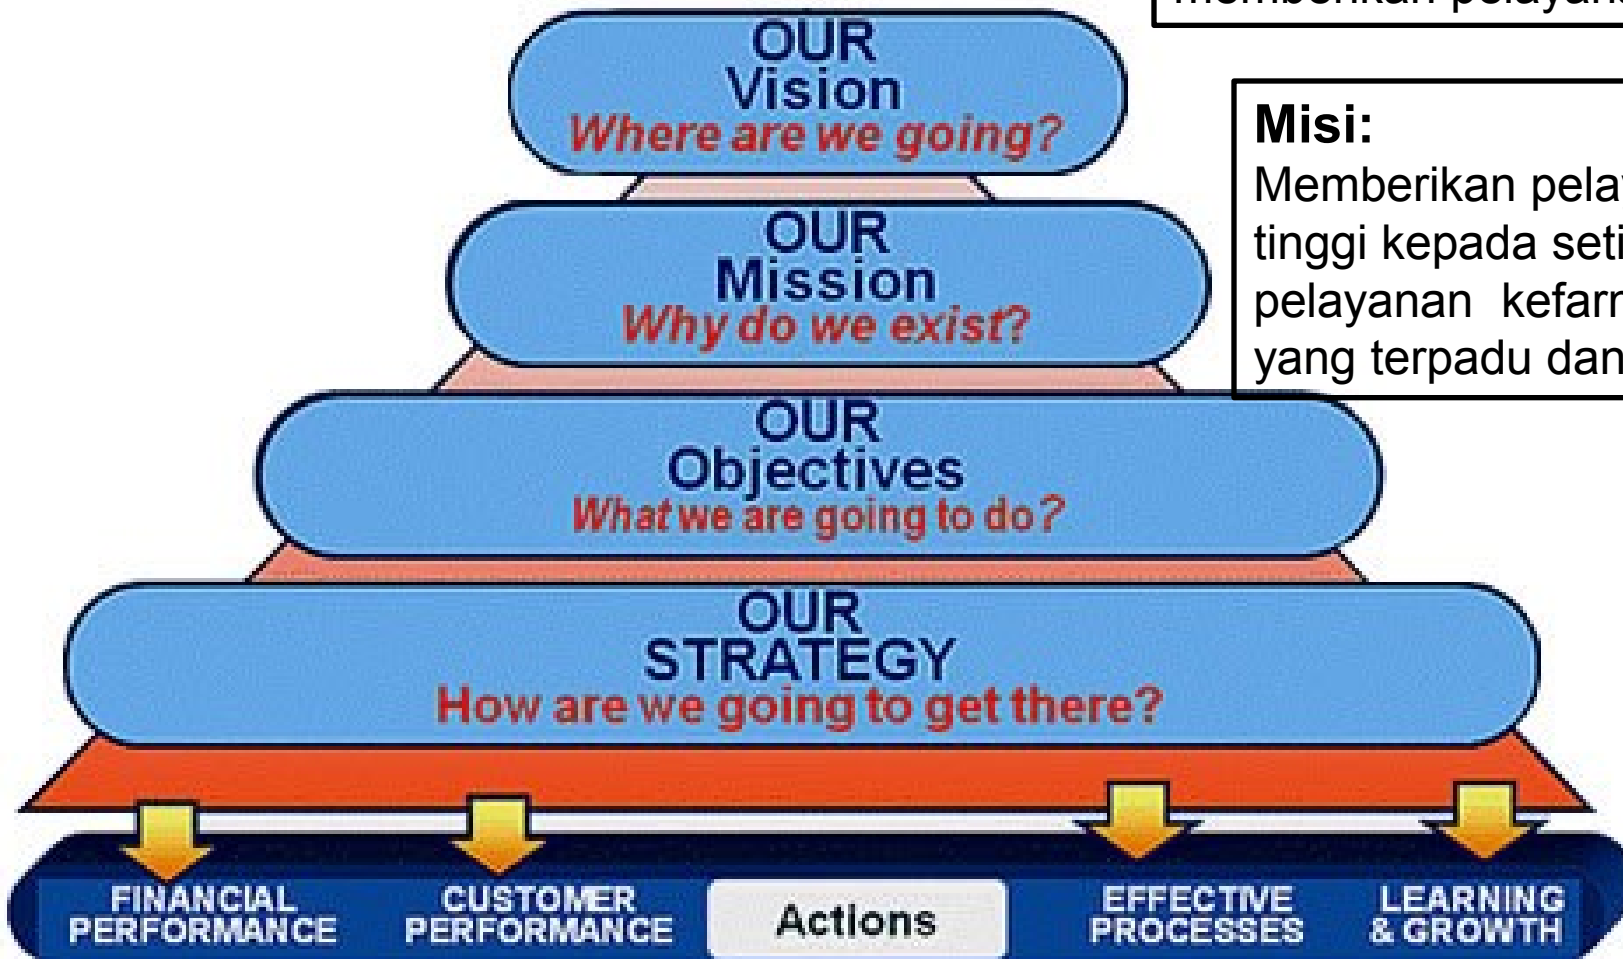 OUR
Vision
Where are we going?
OUR
Mission
Why do we exist?
OUR
Objectives
What we are going to do?
OUR
STRATEGY
How are we going to get there?
FINANCIAL
PERFORMANCE
CUSTOMER
PERFORMANCE
Actions
EFFECTIVE
PROCESSES
LEARNING
& GROWTH
Misi:
Memberikan
tinggi kepada
pelayanan
yang terpadu dan